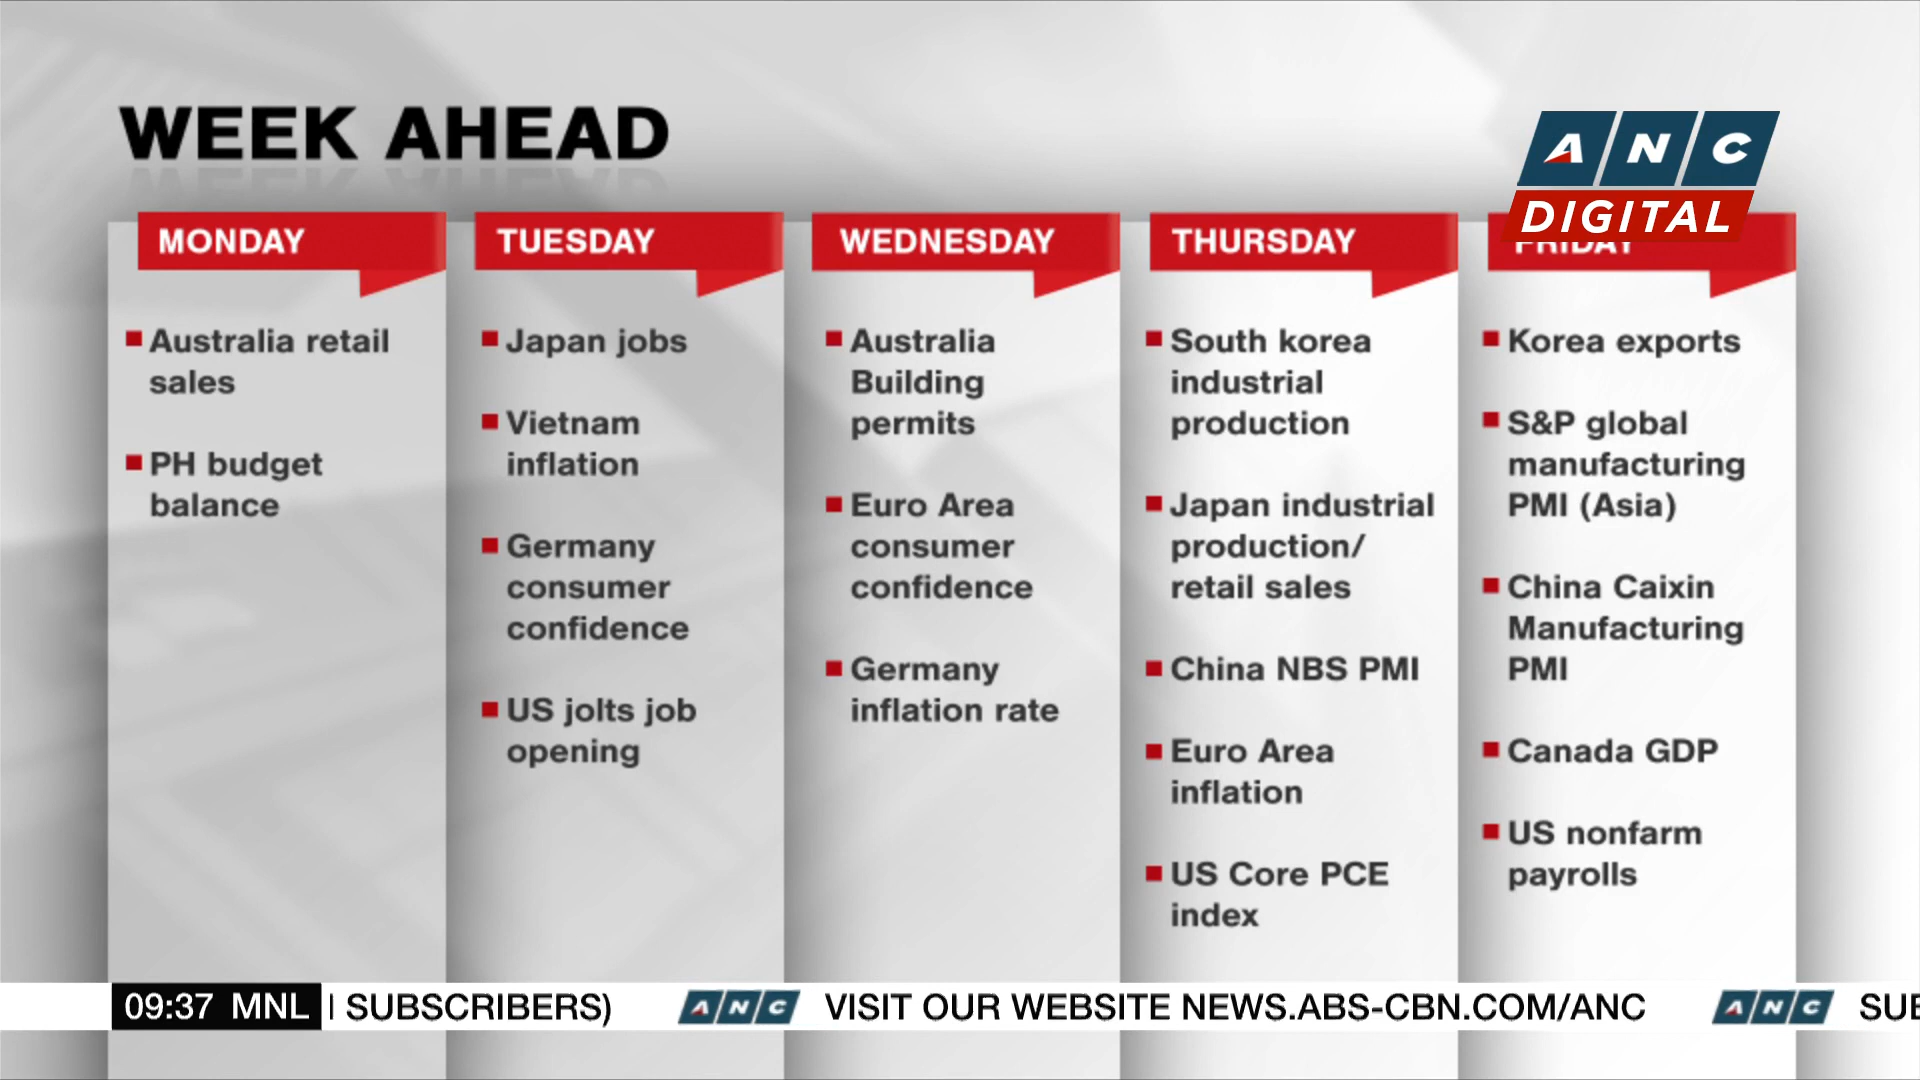 WEEK AHEAD
ANC
DIGITAL
MONDAY
Australia retail
sales
PH budget
balance
TUESDAY
Japan jobs
Vietnam
inflation
Germany
consumer
confidence
US jolts job
opening
WEDNESDAY
Australia
Building
permits
Euro Area
consumer
confidence
Germany
inflation rate
THURSDAY
South korea
industrial
production
Japan industrial
production/
retail sales
China NBS PMI
Euro Area
inflation
US Core PCE
index
FRIDAY
Korea exports
S&P global
manufacturing
PMI (Asia)
China Caixin
Manufacturing
PMI
Canada GDP
US nonfarm
payrolls
09:37 MNL SUBSCRIBERS) ANC VISIT OUR WEBSITE NEWS.ABS-CBN.COM/ANC ANC